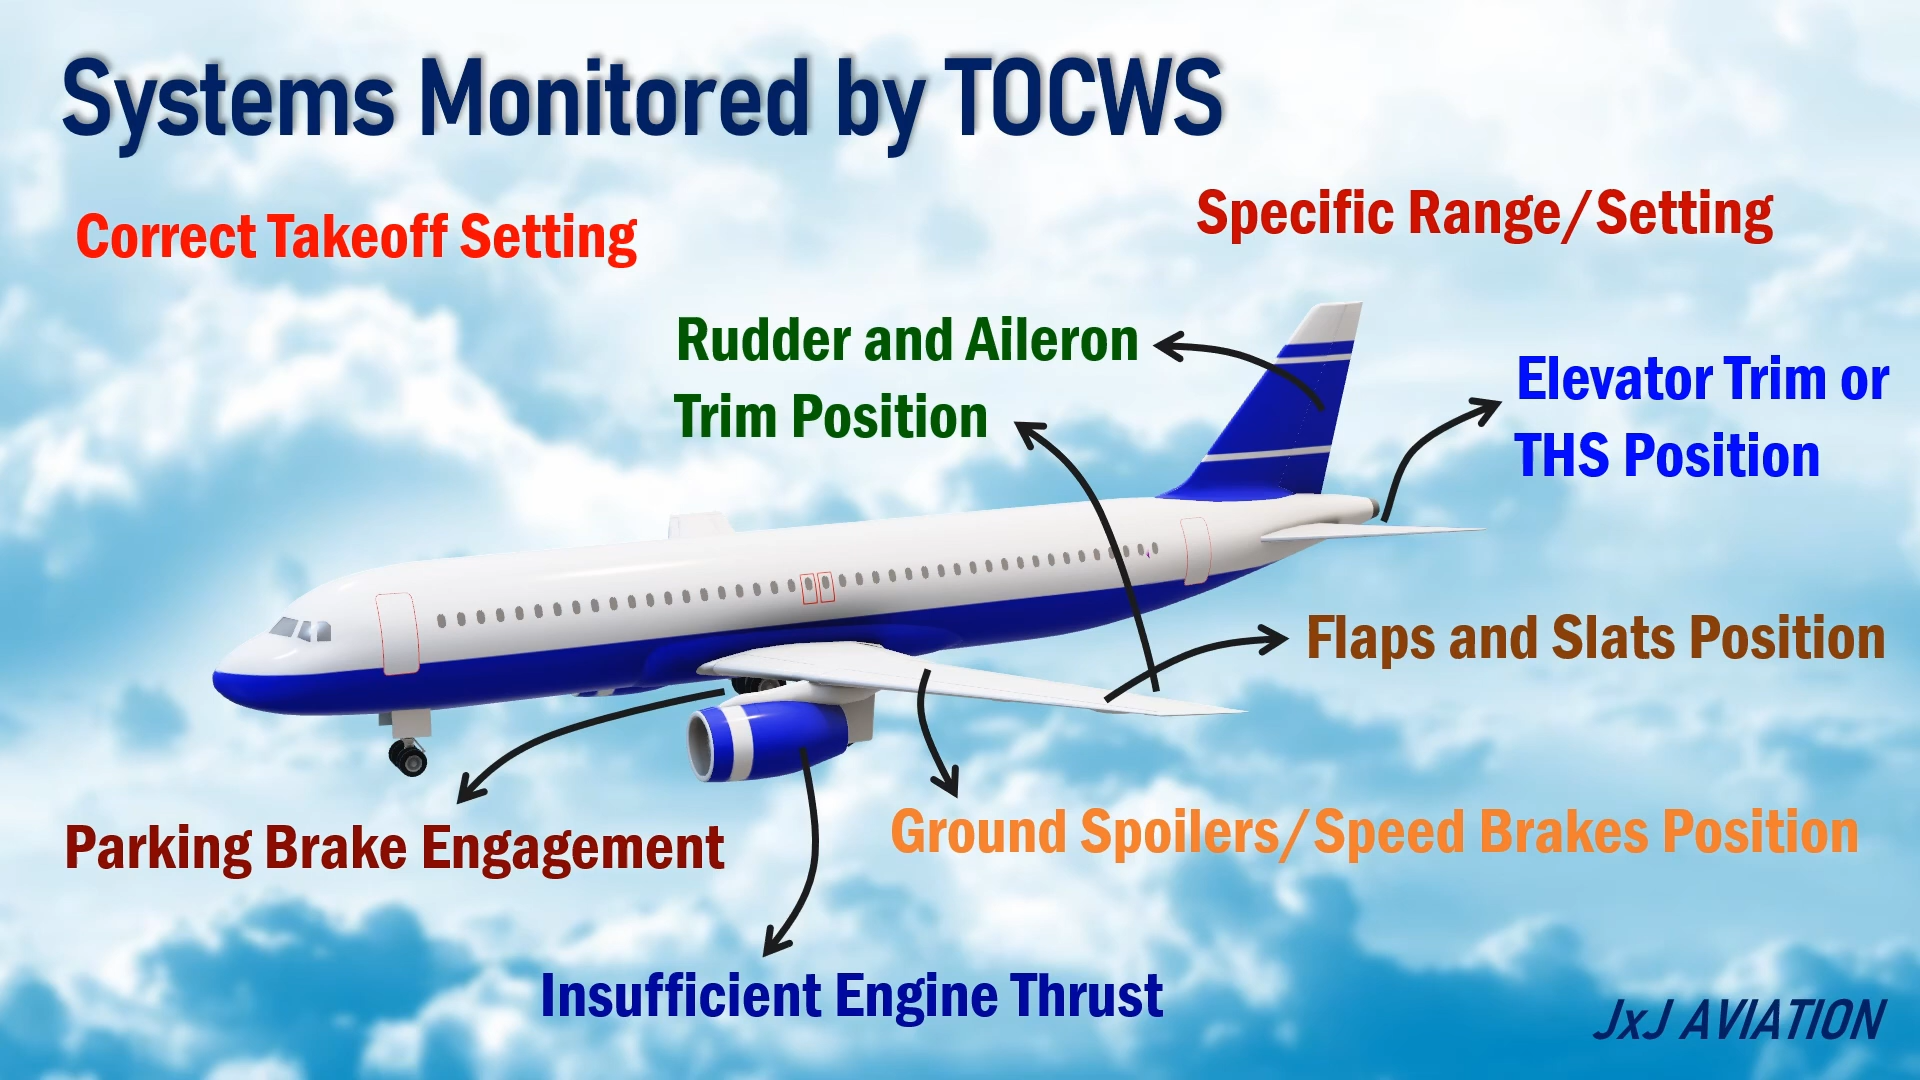 Systems Monitored by TOCWS
Correct Takeoff Setting
Specific Range/Setting
Rudder and Aileron
Trim Position
Elevator Trim or
THS Position
Flaps and Slats Position
Parking Brake Engagement
Ground Spoilers/Speed Brakes Position
Insufficient Engine Thrust
JxJ AVIATION